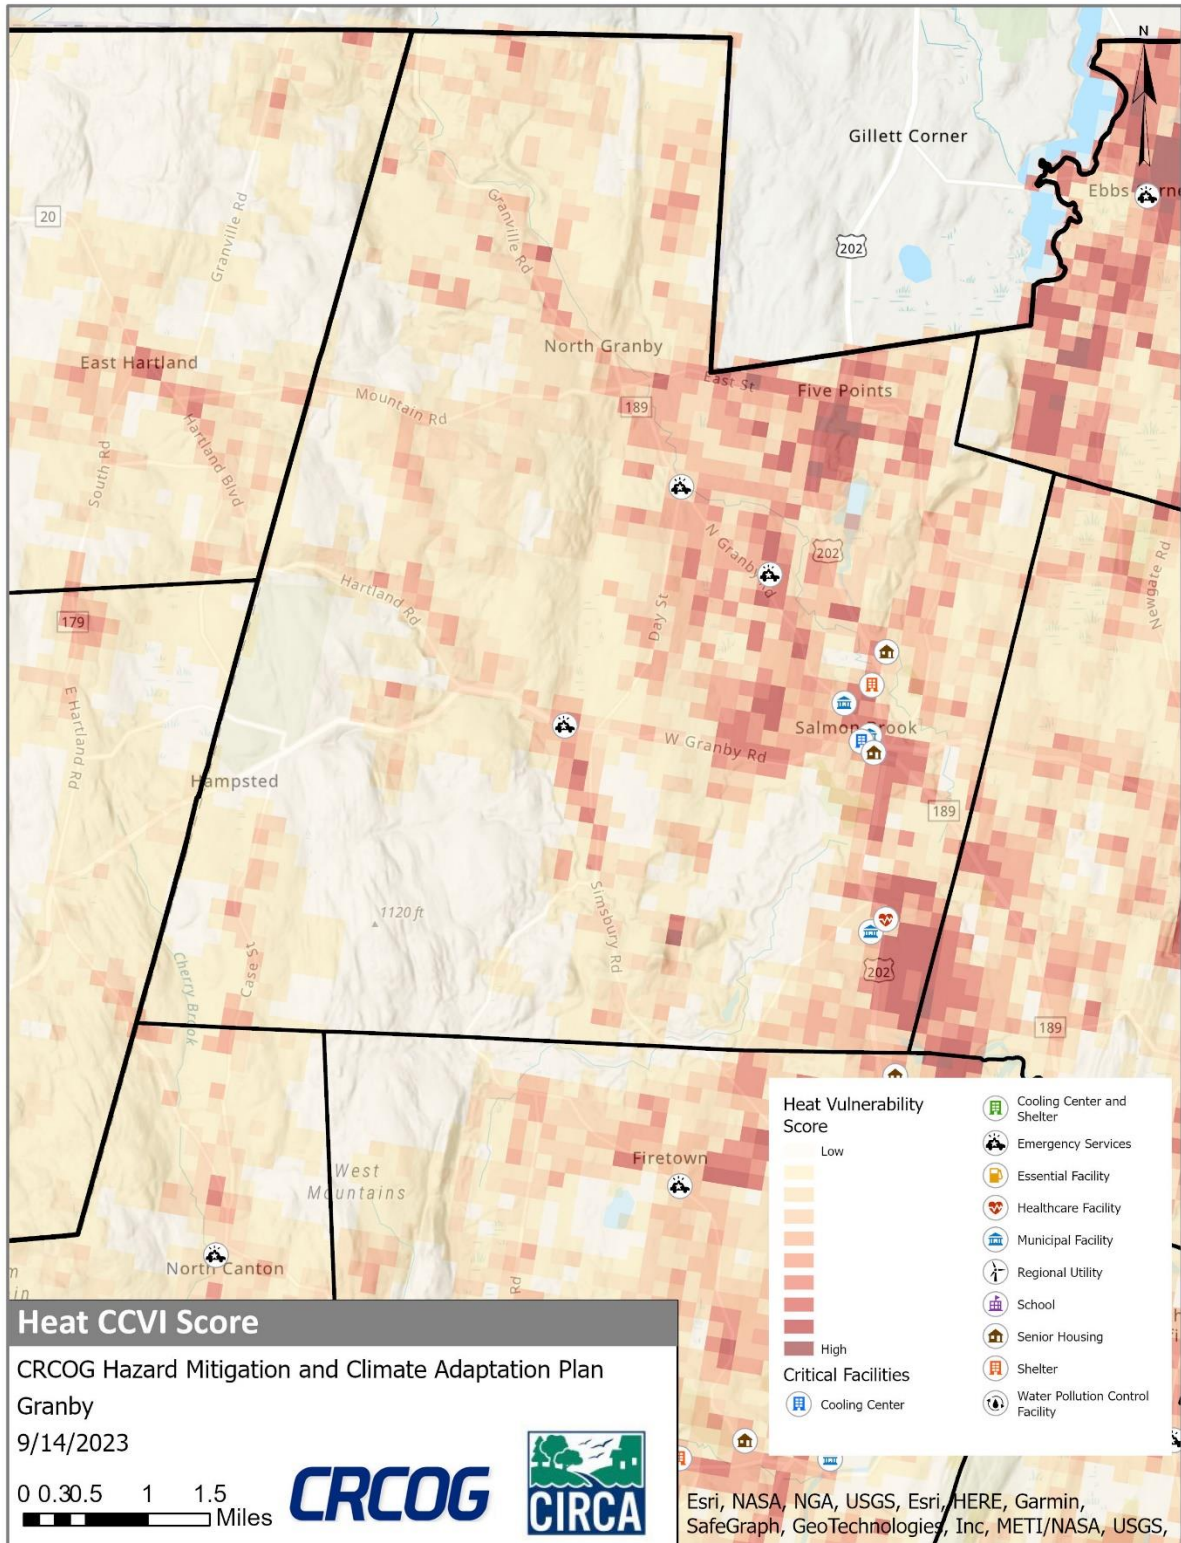 N
Gillett Corner
Ebbs
20
Granville Rd
Granville Rd
202
North Granby
East Hartland
East St
Five Points
Mountain Rd
189
Hartland Blvd
South Rd
N Granby Rd
202
Newgate Rd
Hartland Rd
Day St
179
E Hartland Rd
Salmon Brook
W Granby Rd
Hampsted
189
1120 ft
Simsbury Rd
Case St
Cherry Brook
202
189
Firetown
West
Mountains
North Canton
Rd
Heat Vulnerability
Score
Low
High
Critical Facilities
Cooling Center
Cooling Center and
Shelter
Emergency Services
Essential Facility
Healthcare Facility
Municipal Facility
Regional Utility
School
Senior Housing
Shelter
Water Pollution Control
Facility
Heat CCVI Score
CRCOG Hazard Mitigation and Climate Adaptation Plan
Granby
9/14/2023
0 0.30.5 1 1.5
Miles
CRCOG
CIRCA
Esri, NASA, NGA, USGS, Esri, HERE, Garmin,
SafeGraph, GeoTechnologies, Inc, METI/NASA, USGS,